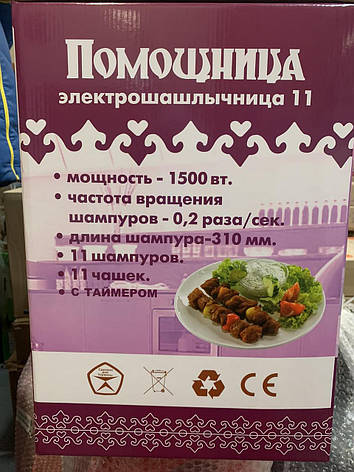 Помощница
электрошашлычница 11
• мощность - 1500 вт.
• частота вращения
шампуров - 0,2 раза/сек.
• длина шампура-310 мм.
• 11 шампуров.
• 11 чашек.
• с таймером
CE